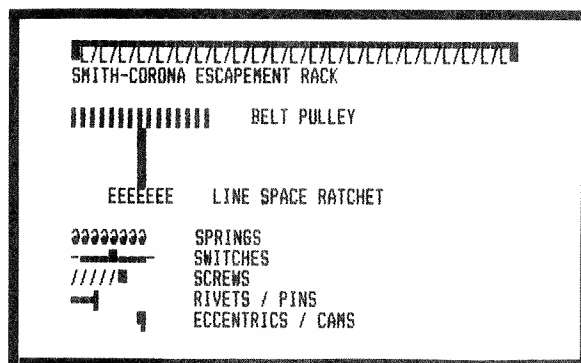 SMITH-CORONA ESCAPEMENT RACK
BELT PULLEY
EEEEEEE LINE SPACE RATCHET
SPRINGS
SWITCHES
///// SCREWS
RIVETS / PINS
ECCENTRICS / CAMS